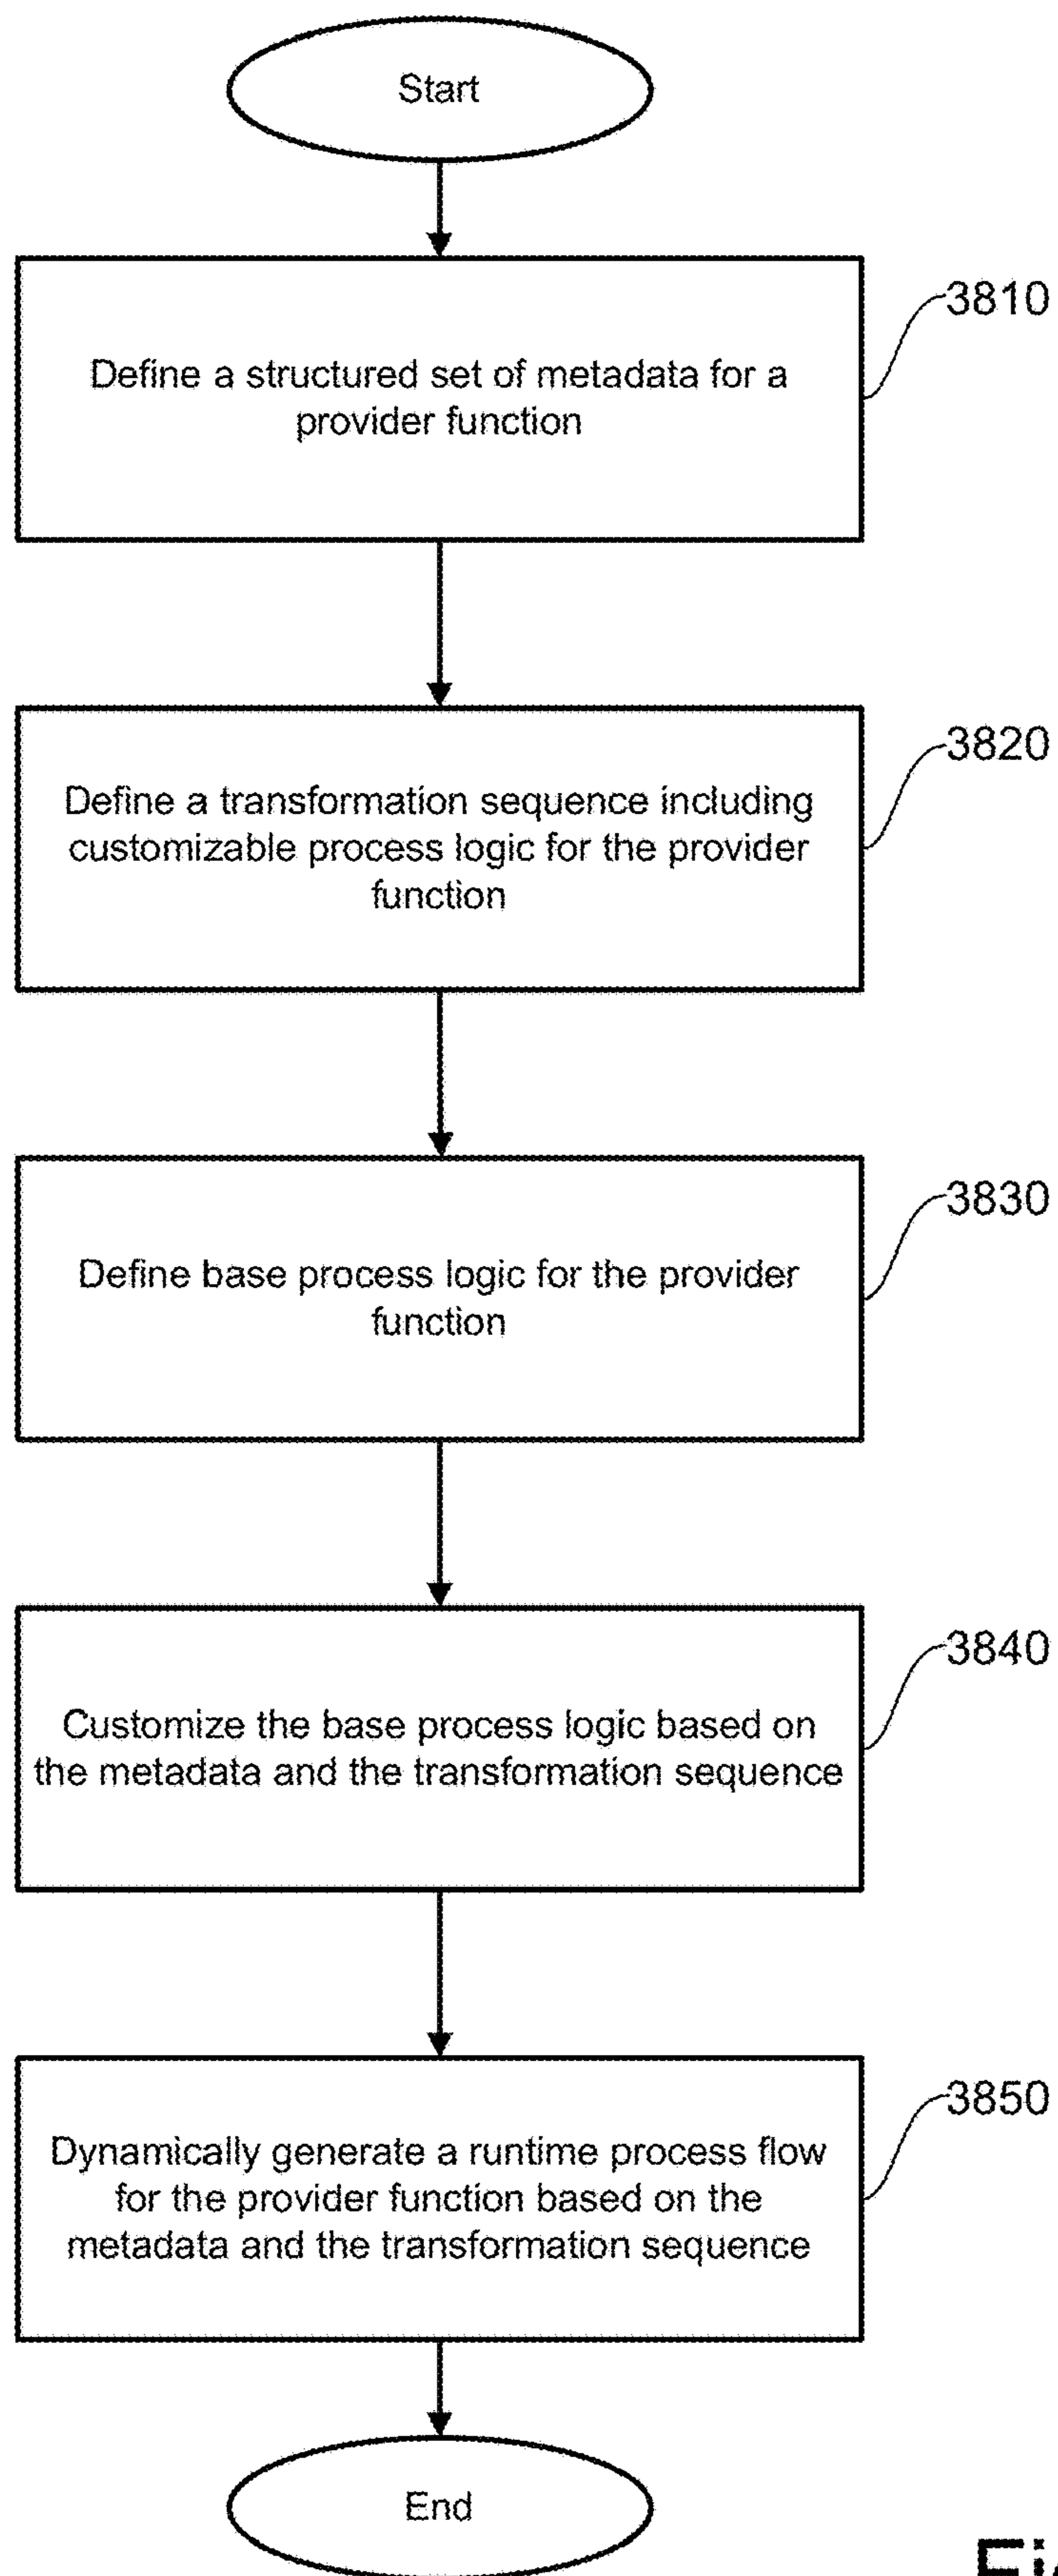 Start
3810
Define a structured set of metadata for a
provider function
3820
Define a transformation sequence including
customizable process logic for the provider
function
3830
Define base process logic for the provider
function
3840
Customize the base process logic based on
the metadata and the transformation sequence
3850
Dynamically generate a runtime process flow
for the provider function based on the
metadata and the transformation sequence
End